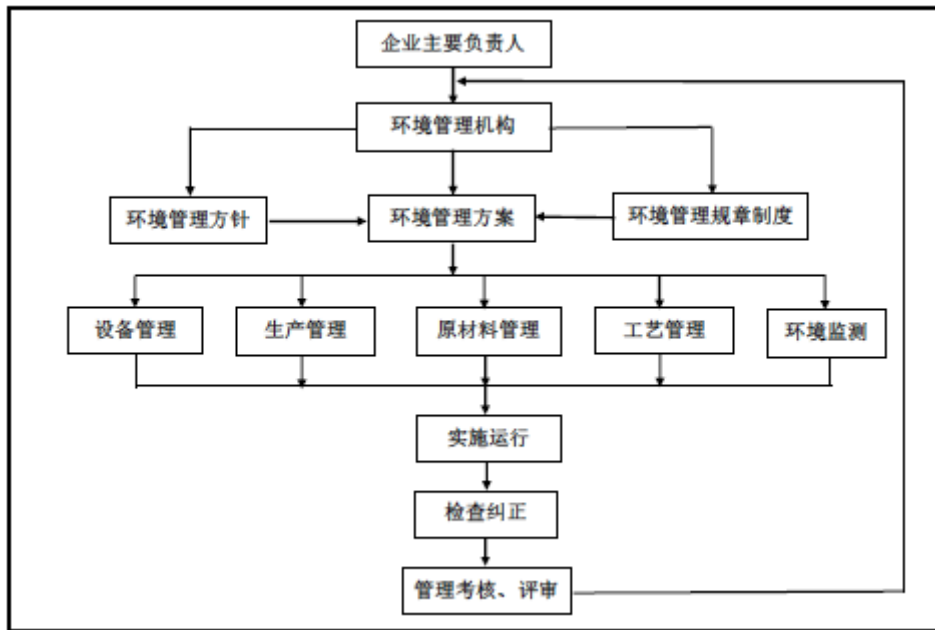 企业主要负责人
环境管理机构
环境管理方针
环境管理方案
环境管理规章制度
设备管理
生产管理
原材料管理
工艺管理
环境监测
实施运行
检查纠正
管理考核、评审